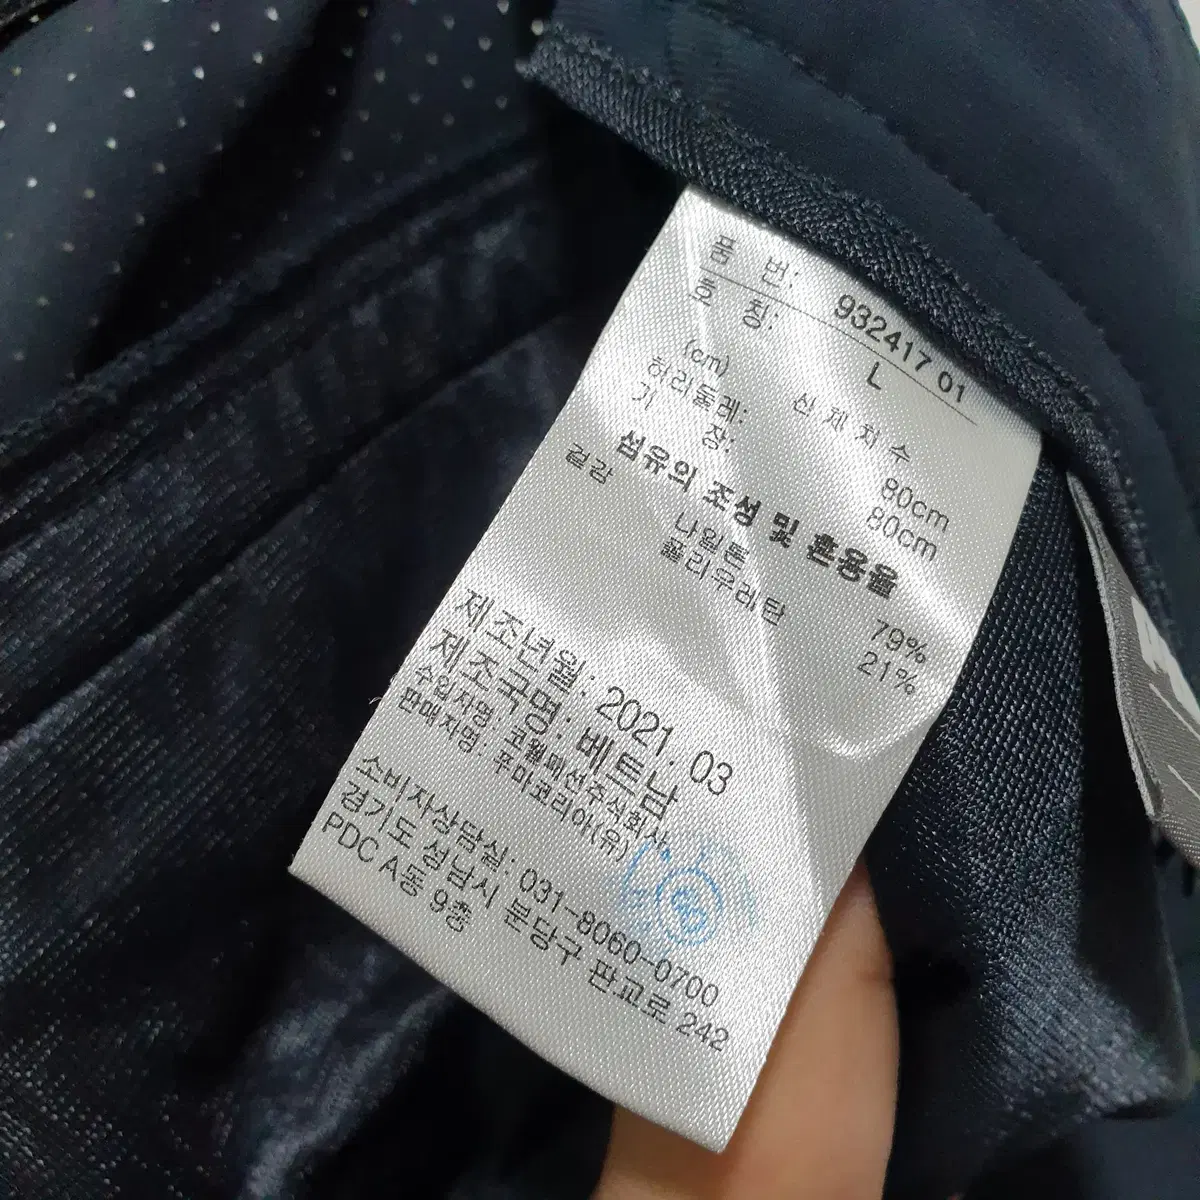 품 번: 932417 01
호 칭: L
(cm) 신체치수
허리둘레: 80cm
기 장: 80cm
섬유의 조성 및 혼용율
겉감
나일론 79%
폴리우레탄 21%
제조년월: 2021. 03
제조국명: 베트남
수입자명: 코웰패션주식회사
판매자명: 푸마코리아(유)
소비자상담실: 031-8060-0700
경기도 성남시 분당구 판교로 242
PDC A동 9층